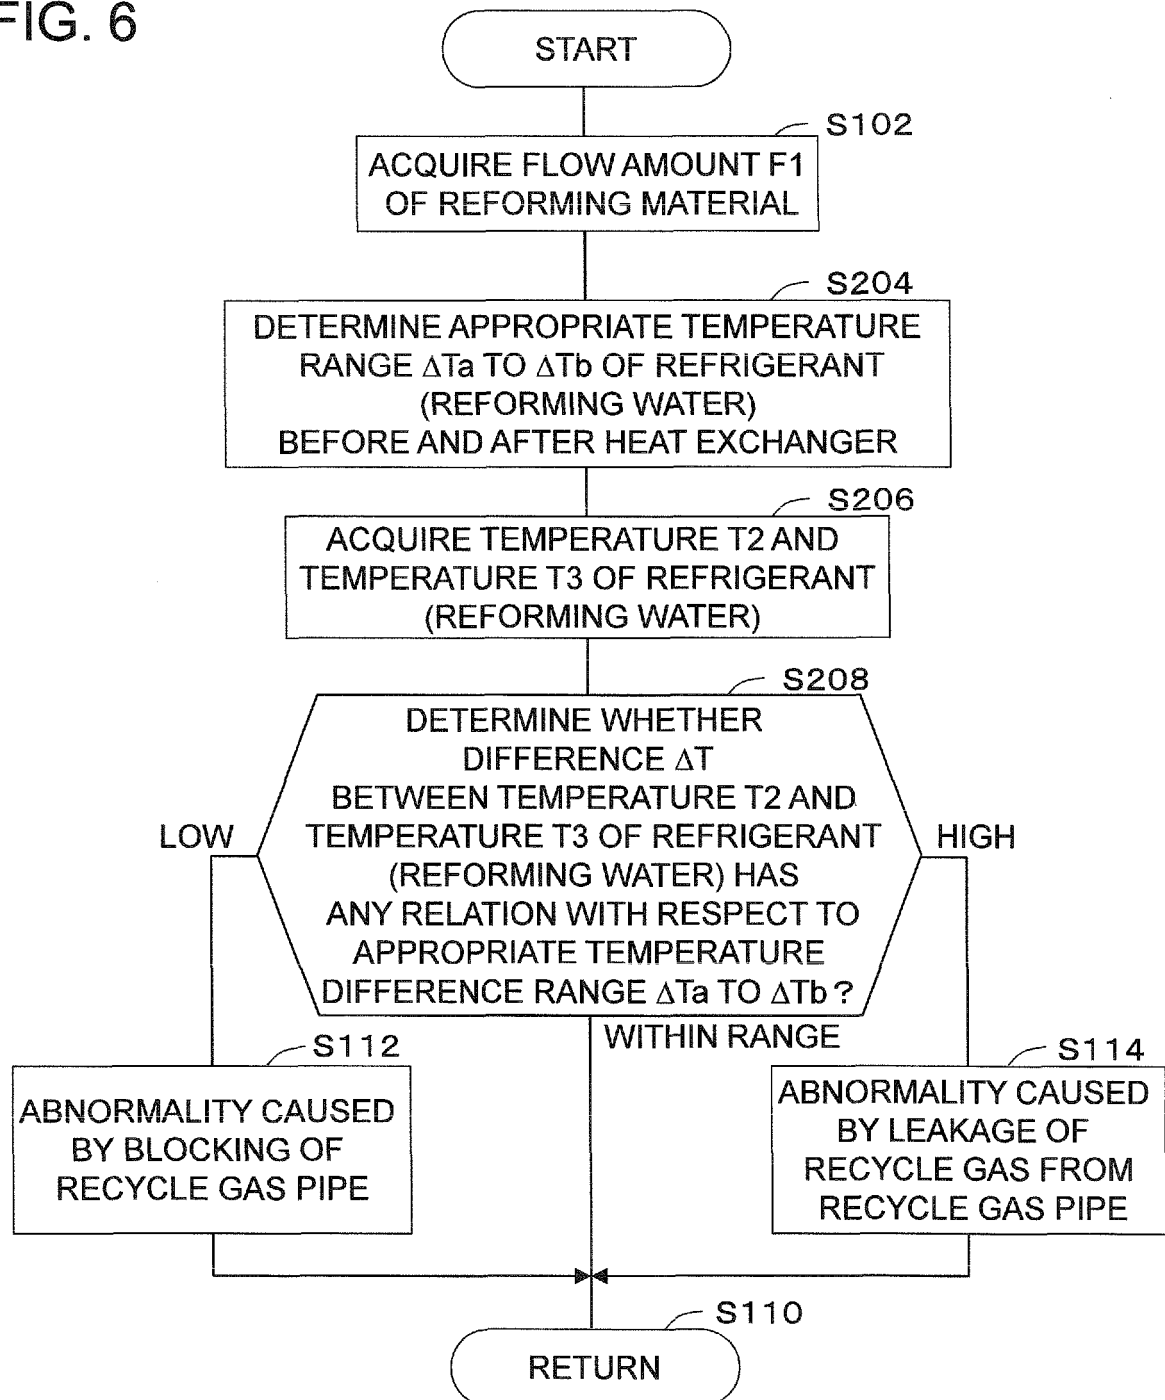 FIG. 6
START
S102
ACQUIRE FLOW AMOUNT F1
OF REFORMING MATERIAL
S204
DETERMINE APPROPRIATE TEMPERATURE
RANGE ΔTa TO ΔTb OF REFRIGERANT
(REFORMING WATER)
BEFORE AND AFTER HEAT EXCHANGER
S206
ACQUIRE TEMPERATURE T2 AND
TEMPERATURE T3 OF REFRIGERANT
(REFORMING WATER)
S208
DETERMINE WHETHER
DIFFERENCE ΔT
BETWEEN TEMPERATURE T2 AND
TEMPERATURE T3 OF REFRIGERANT
(REFORMING WATER) HAS
ANY RELATION WITH RESPECT TO
APPROPRIATE TEMPERATURE
DIFFERENCE RANGE ΔTa TO ΔTb ?
LOW
HIGH
WITHIN RANGE
S112
ABNORMALITY CAUSED
BY BLOCKING OF
RECYCLE GAS PIPE
S114
ABNORMALITY CAUSED
BY LEAKAGE OF
RECYCLE GAS FROM
RECYCLE GAS PIPE
S110
RETURN